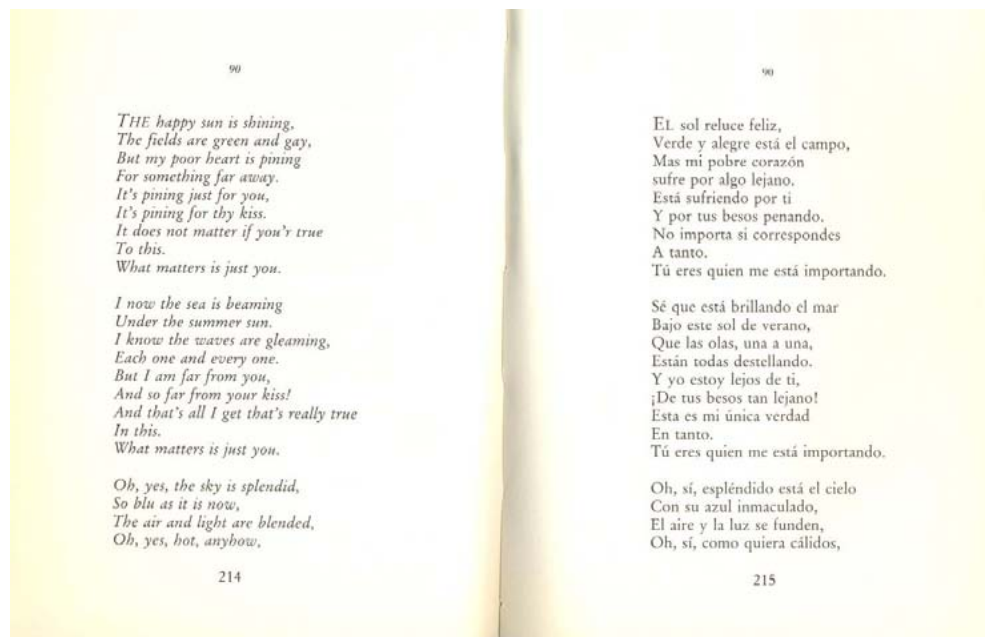 90
THE happy sun is shining,
The fields are green and gay,
But my poor heart is pining
For something far away.
It's pining just for you,
It's pining for thy kiss.
It does not matter if you'r true
To this.
What matters is just you.
I now the sea is beaming
Under the summer sun.
I know the waves are gleaming,
Each one and every one.
But I am far from you,
And so far from your kiss!
And that's all I get that's really true
In this.
What matters is just you.
Oh, yes, the sky is splendid,
So blu as it is now,
The air and light are blended,
Oh, yes, hot, anyhow,
214
90
EL sol reluce feliz,
Verde y alegre está el campo,
Mas mi pobre corazón
sufre por algo lejano.
Está sufriendo por ti
Y por tus besos penando.
No importa si correspondes
A tanto.
Tú eres quien me está importando.
Sé que está brillando el mar
Bajo este sol de verano,
Que las olas, una a una,
Están todas destellando.
Y yo estoy lejos de ti,
¡De tus besos tan lejano!
Esta es mi única verdad
En tanto.
Tú eres quien me está importando.
Oh, sí, espléndido está el cielo
Con su azul inmaculado,
El aire y la luz se funden,
Oh, sí, como quiera cálidos,
215